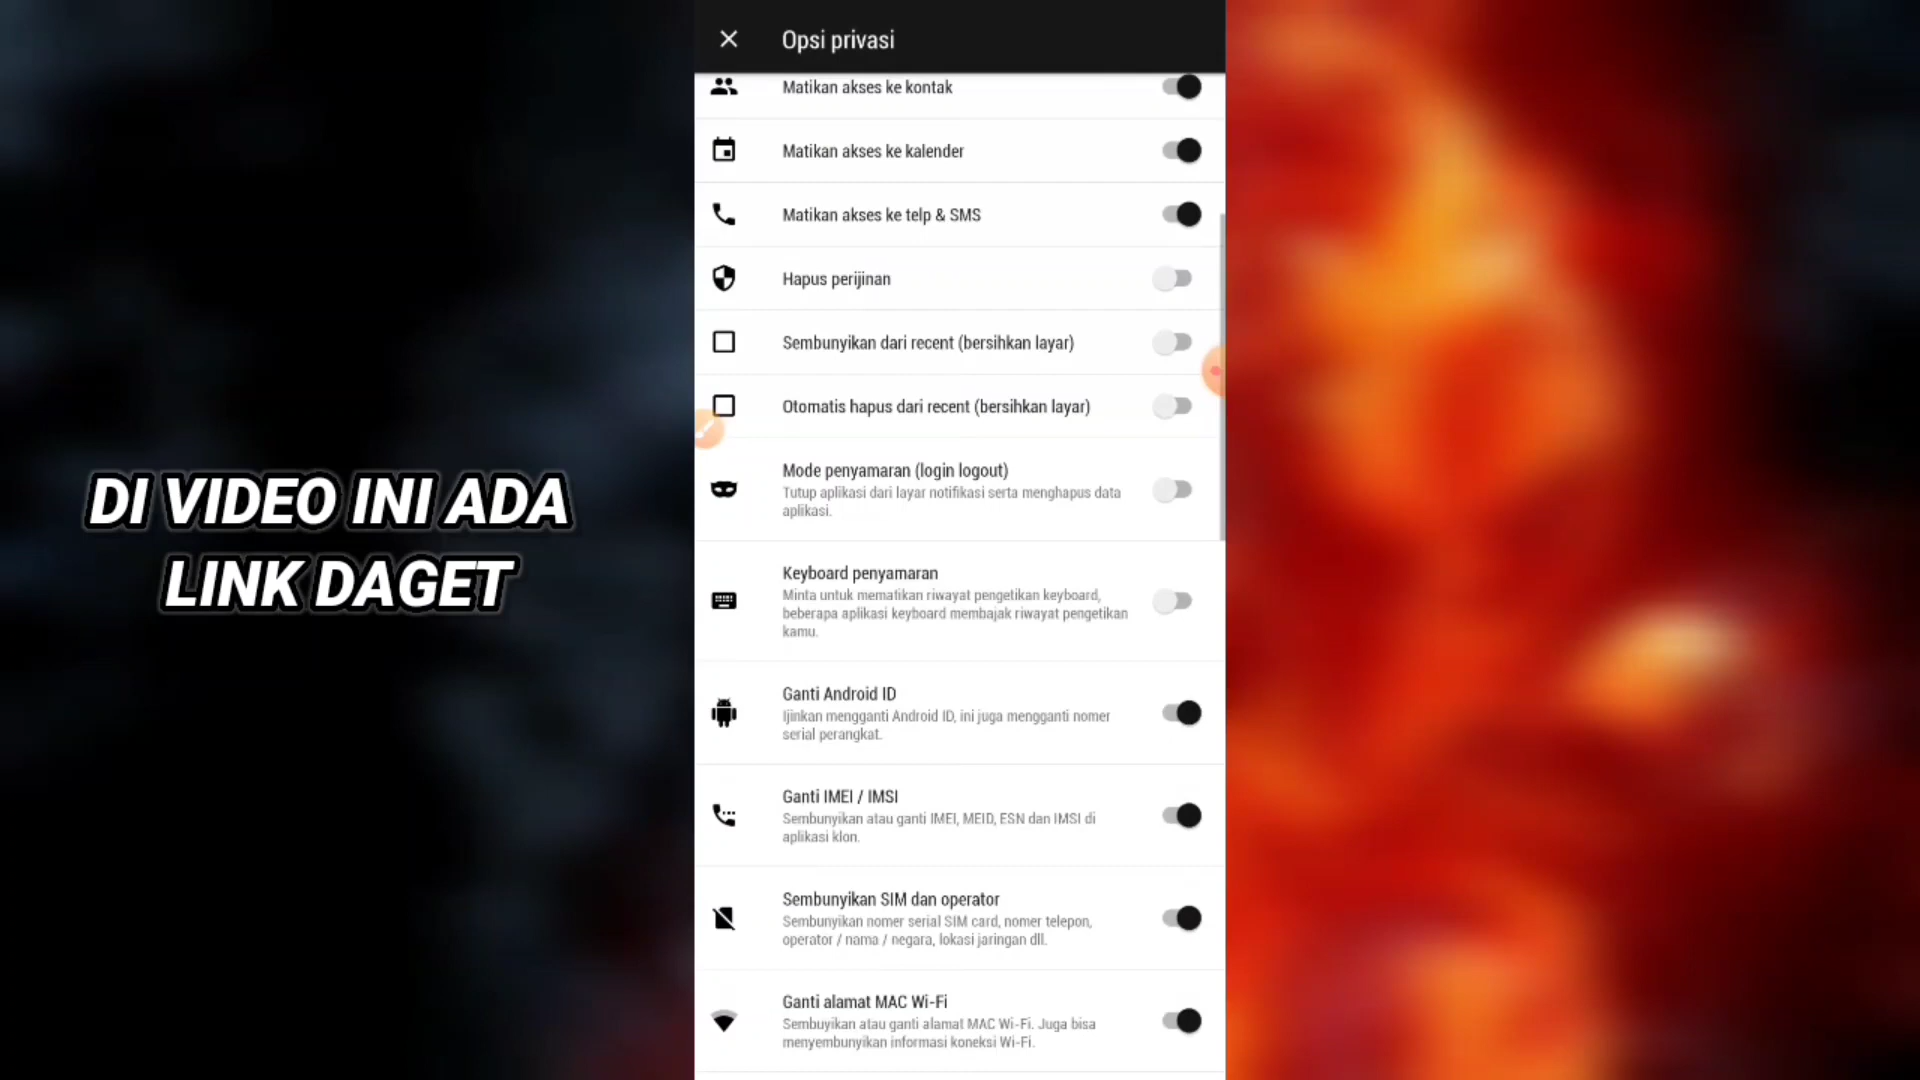 Opsi privasi
Matikan akses ke kontak
Matikan akses ke kalender
Matikan akses ke telp & SMS
Hapus perijinan
Sembunyikan dari recent (bersihkan layar)
Otomatis hapus dari recent (bersihkan layar)
Mode penyamaran (login logout)
Tutup aplikasi dari layar notifikasi serta menghapus data
aplikasi.
Keyboard penyamaran
Minta untuk mematikan riwayat pengetikan keyboard,
beberapa aplikasi keyboard membajak riwayat pengetikan
kamu.
Ganti Android ID
Ijinkan mengganti Android ID, ini juga mengganti nomer
serial perangkat.
Ganti IMEI / IMSI
Sembunyikan atau ganti IMEI, MEID, ESN dan IMSI di
aplikasi klon.
Sembunyikan SIM dan operator
Sembunyikan nomer serial SIM card, nomer telepon,
operator / nama / negara, lokasi jaringan dll.
Ganti alamat MAC Wi-Fi
Sembuyikan atau ganti alamat MAC Wi-Fi. Juga bisa
menyembunyikan informasi koneksi Wi-Fi.
DI VIDEO INI ADA
LINK DAGET